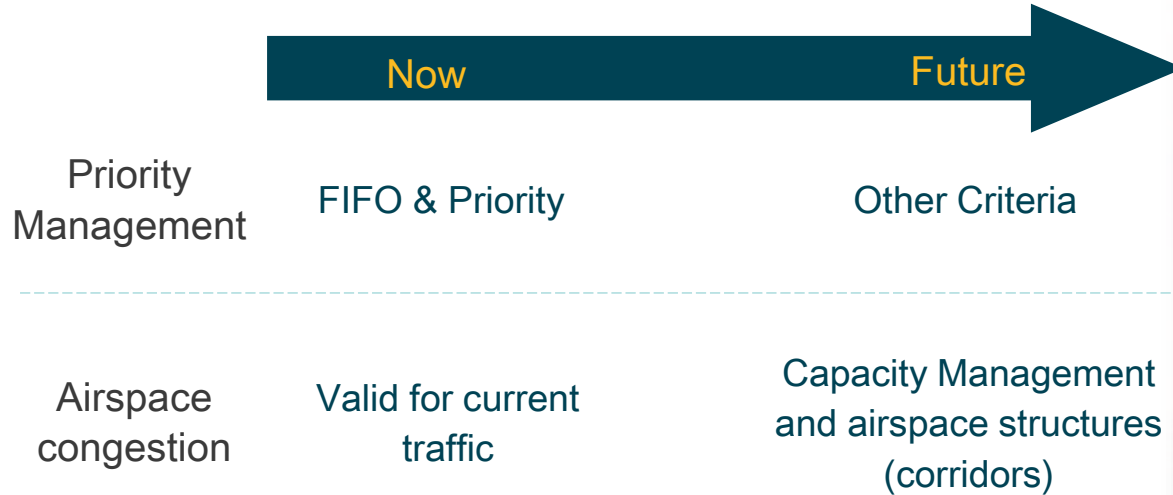 Now
Future
Priority
Management
FIFO & Priority
Other Criteria
Airspace
congestion
Valid for current
traffic
Capacity Management
and airspace structures
(corridors)